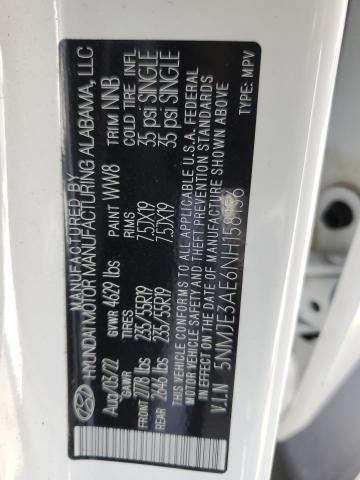 MANUFACTURED BY
HYUNDAI MOTOR MANUFACTURING ALABAMA, LLC
Aug/03/22 GVWR 4629 lbs PAINT WW8 TRIM NNB
GAWR TIRES RIMS COLD TIRE INFL
FRONT 2778 lbs 235/55R19 7.5JX19 35 psi SINGLE
REAR 2646 lbs 235/55R19 7.5JX19 35 psi SINGLE
THIS VEHICLE CONFORMS TO ALL APPLICABLE U.S.A. FEDERAL
MOTOR VEHICLE SAFETY AND THEFT PREVENTION STANDARDS
IN EFFECT ON THE DATE OF MANUFACTURE SHOWN ABOVE
V.I.N 5NMJE3AE6NH158196
TYPE: MPV